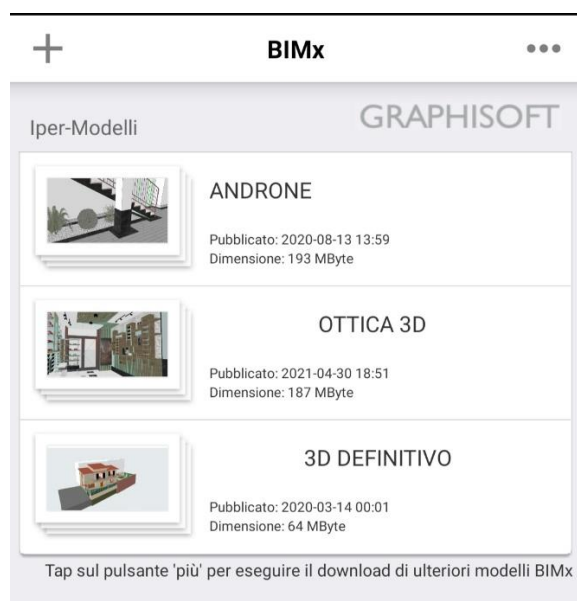 BIMx
Iper-Modelli
GRAPHISOFT
ANDRONE
Pubblicato: 2020-08-13 13:59
Dimensione: 193 MByte
OTTICA 3D
Pubblicato: 2021-04-30 18:51
Dimensione: 187 MByte
3D DEFINITIVO
Pubblicato: 2020-03-14 00:01
Dimensione: 64 MByte
Tap sul pulsante 'più' per eseguire il download di ulteriori modelli BIMx